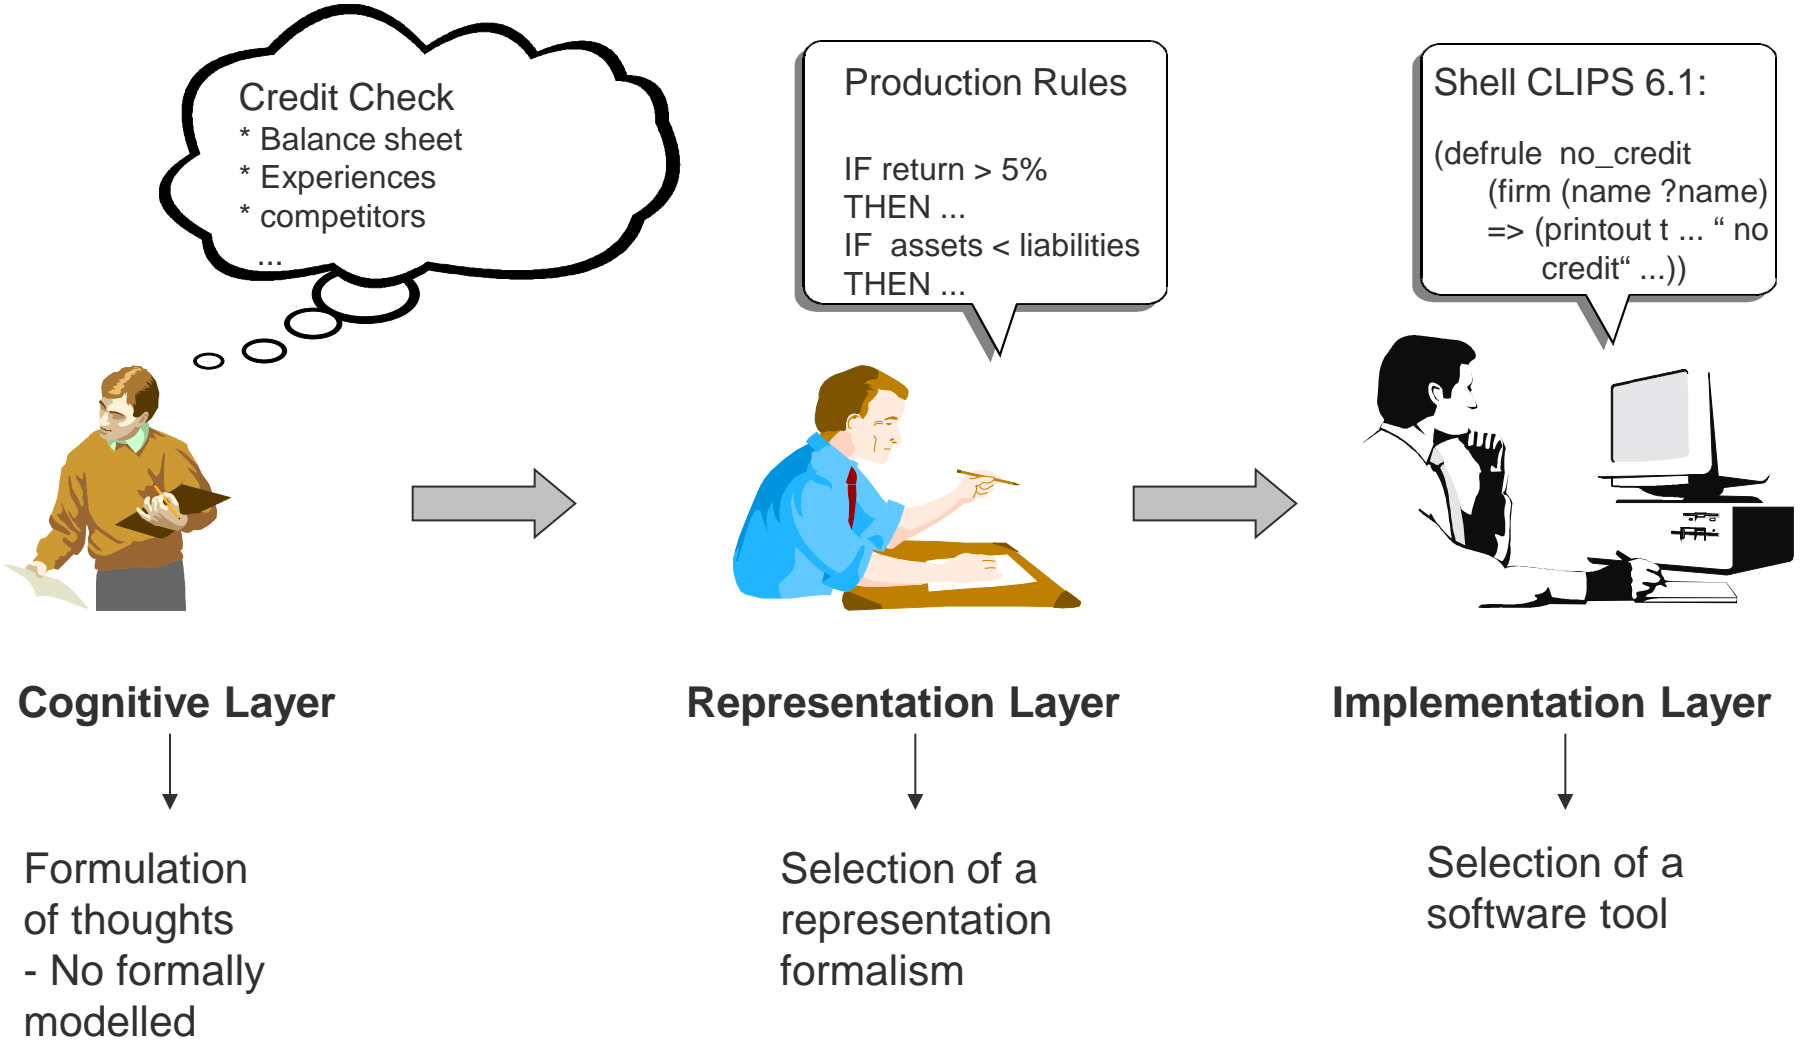 Credit Check
* Balance sheet
* Experiences
* competitors
...
Production Rules
IF return > 5%
THEN ...
IF assets < liabilities
THEN ...
Shell CLIPS 6.1:
(defrule no_credit
(firm (name ?name)
=> (printout t ... “ no
credit“ ...))
Cognitive Layer
Representation Layer
Implementation Layer
Formulation
of thoughts
- No formally
modelled
Selection of a
representation
formalism
Selection of a
software tool